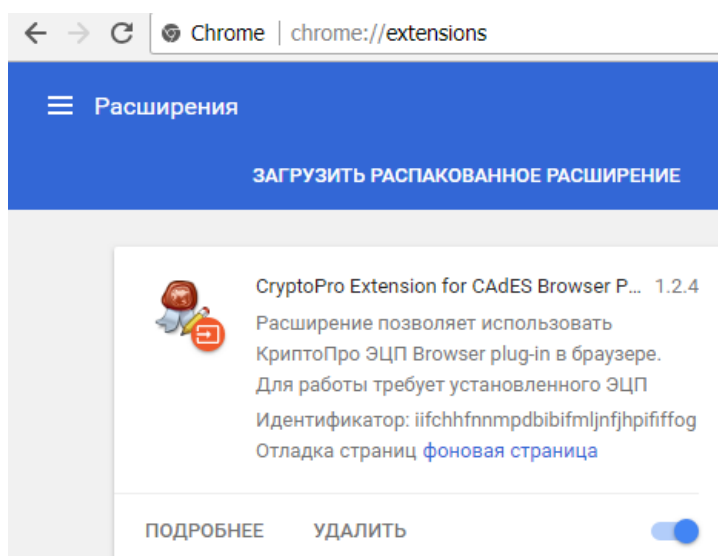 Chrome | chrome://extensions
Расширения
ЗАГРУЗИТЬ РАСПАКОВАННОЕ РАСШИРЕНИЕ
CryptoPro Extension for CAdES Browser P... 1.2.4
Расширение позволяет использовать
КриптоПро ЭЦП Browser plug-in в браузере.
Для работы требует установленного ЭЦП
Идентификатор: iifchhfnnmpdbibifmljnfjhpififfog
Отладка страниц фоновая страница
ПОДРОБНЕЕ УДАЛИТЬ